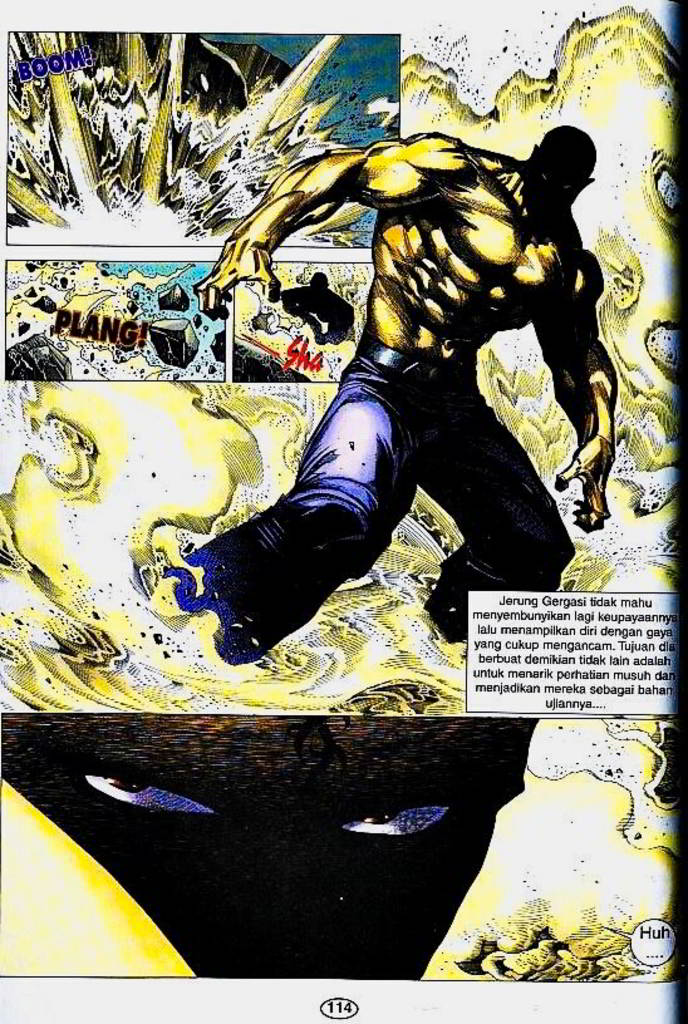 BOOM!
PLANG!
Sha
Jerung Gergasi tidak mahu
menyembunyikan lagi keupayaannya
lalu menampilkan diri dengan gaya
yang cukup mengancam. Tujuan dia
berbuat demikian tidak lain adalah
untuk menarik perhatian musuh dan
menjadikan mereka sebagai bahan
ujiannya....
Huh
....
114